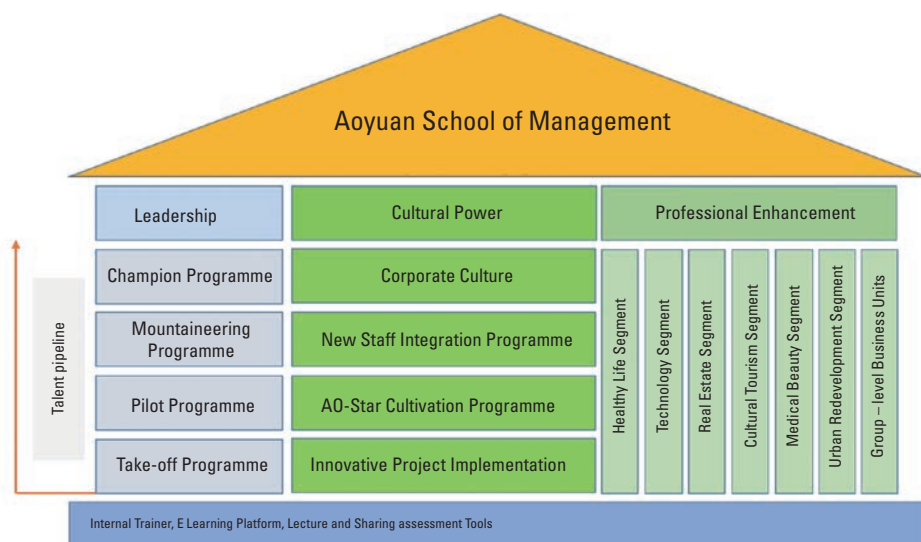 Aoyuan School of Management
Leadership
Cultural Power
Professional Enhancement
Talent pipeline
Champion Programme
Mountaineering
Programme
Pilot Programme
Take-off Programme
Corporate Culture
New Staff Integration Programme
AO-Star Cultivation Programme
Innovative Project Implementation
Healthy Life Segment
Technology Segment
Real Estate Segment
Cultural Tourism Segment
Medical Beauty Segment
Urban Redevelopment Segment
Group – level Business Units
Internal Trainer, E Learning Platform, Lecture and Sharing assessment Tools